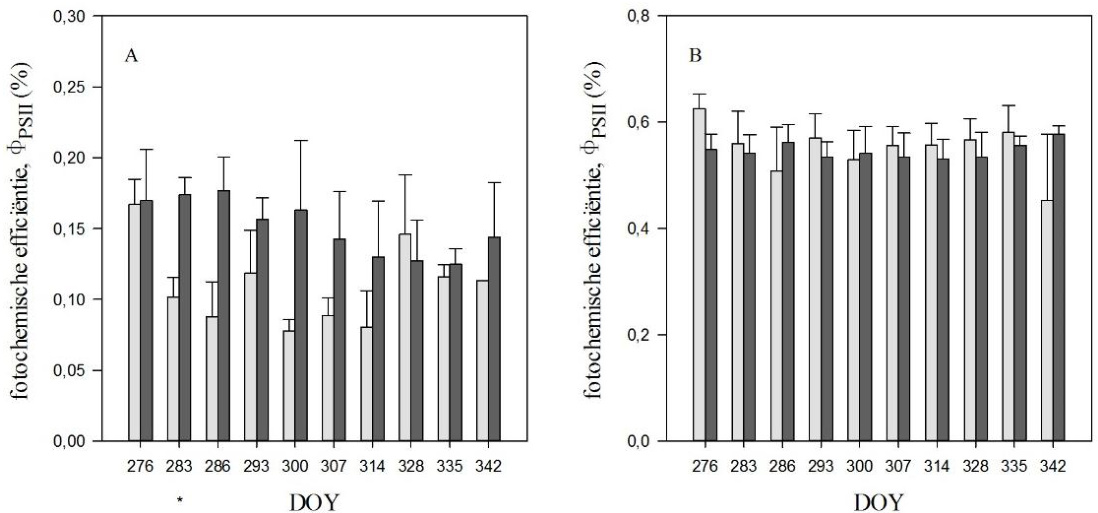 fotochemische efficiëntie, ΦPSII (%)
0,30
0,25
0,20
0,15
0,10
0,05
0,00
A
276 283 286 293 300 307 314 328 335 342
*
DOY
fotochemische efficiëntie, ΦPSII (%)
0,8
0,6
0,4
0,2
0,0
B
276 283 286 293 300 307 314 328 335 342
DOY